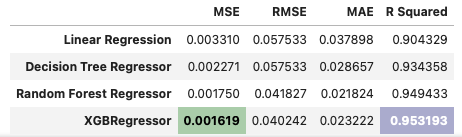 MSE RMSE MAE R Squared
Linear Regression 0.003310 0.057533 0.037898 0.904329
Decision Tree Regressor 0.002271 0.057533 0.028657 0.934358
Random Forest Regressor 0.001750 0.041827 0.021824 0.949433
XGBRegressor 0.001619 0.040242 0.023222 0.953193